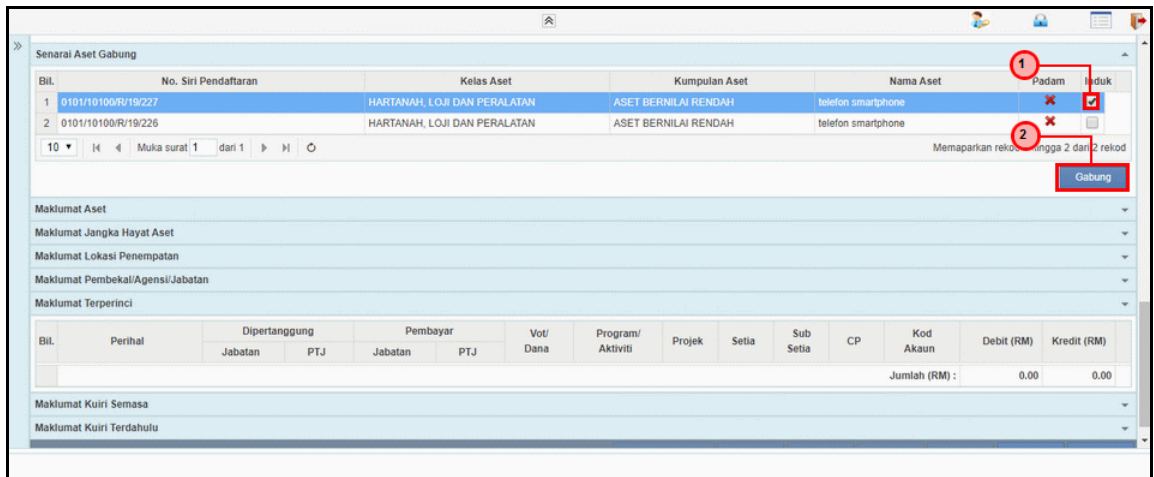 Senarai Aset Gabung
1
Bil. No. Siri Pendaftaran Kelas Aset Kumpulan Aset Nama Aset Padam Induk
1 0101/10100/R/19/227 HARTANAH, LOJI DAN PERALATAN ASET BERNILAI RENDAH telefon smartphone
2 0101/10100/R/19/226 HARTANAH, LOJI DAN PERALATAN ASET BERNILAI RENDAH telefon smartphone
2
10 Muka surat 1 dari 1 Memaparkan hingga 2 dari 2 rekod
Gabung
Maklumat Aset
Maklumat Jangka Hayat Aset
Maklumat Lokasi Penempatan
Maklumat Pembekal/Agensi/Jabatan
Maklumat Terperinci
Bil. Perihal Dipertanggung Pembayar Vot/ Dana Program/ Aktiviti Projek Setia Sub Setia CP Kod Akaun Debit (RM) Kredit (RM)
Jabatan PTJ Jabatan PTJ
Jumlah (RM) : 0.00 0.00
Maklumat Kuiri Semasa
Maklumat Kuiri Terdahulu